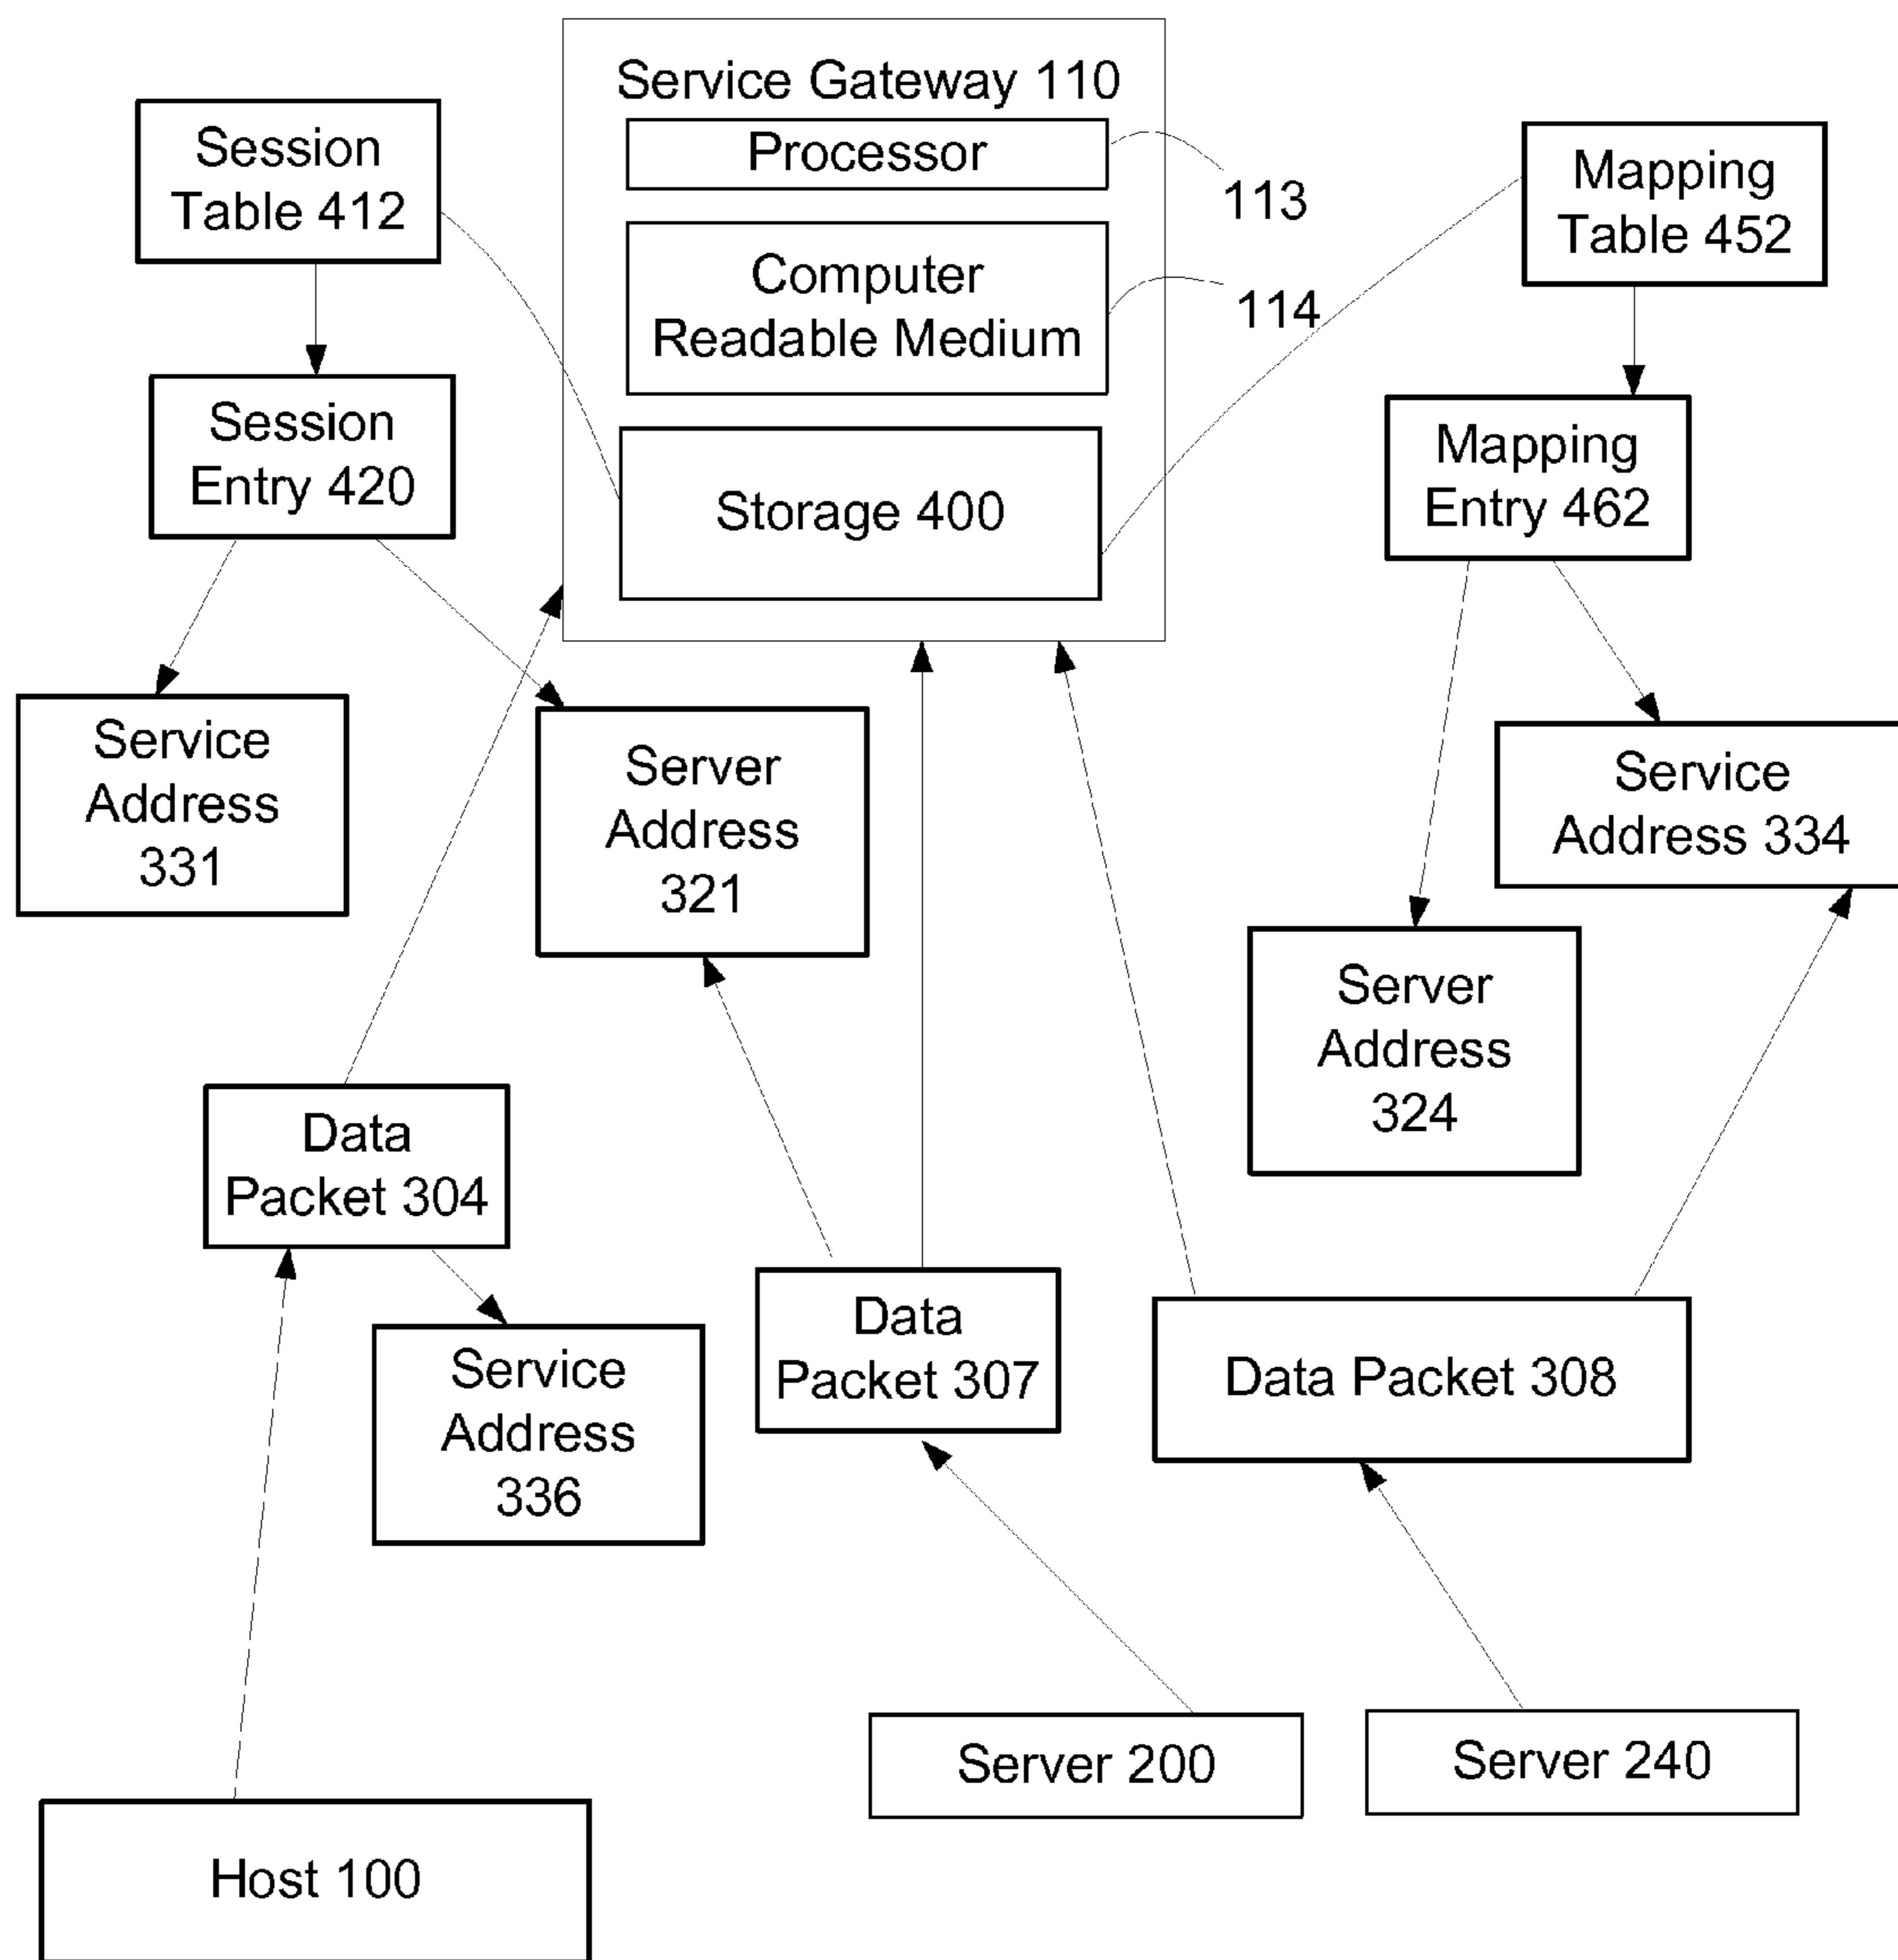 Service Gateway 110
Processor
113
Computer
Readable Medium
114
Storage 400
Session
Table 412
Session
Entry 420
Mapping
Table 452
Mapping
Entry 462
Service
Address
331
Server
Address
321
Service
Address 334
Server
Address
324
Data
Packet 304
Service
Address
336
Data
Packet 307
Data Packet 308
Server 200
Server 240
Host 100